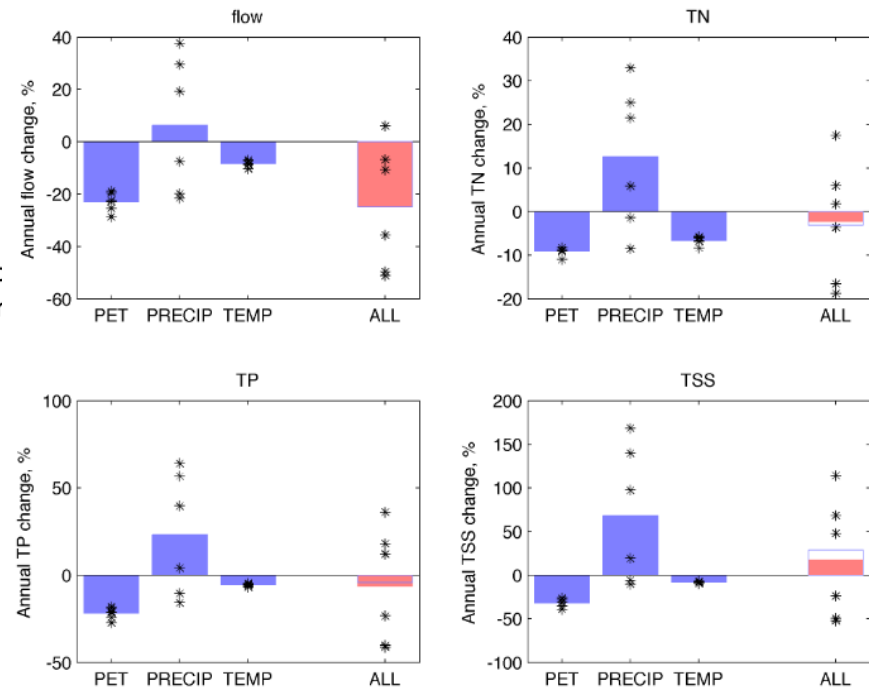 flow
40
20
0
-20
-40
-60
Annual flow change, %
PET PRECIP TEMP ALL
TN
40
30
20
10
0
-10
-20
Annual TN change, %
PET PRECIP TEMP ALL
TP
100
50
0
-50
Annual TP change, %
PET PRECIP TEMP ALL
TSS
200
150
100
50
0
-50
-100
Annual TSS change, %
PET PRECIP TEMP ALL